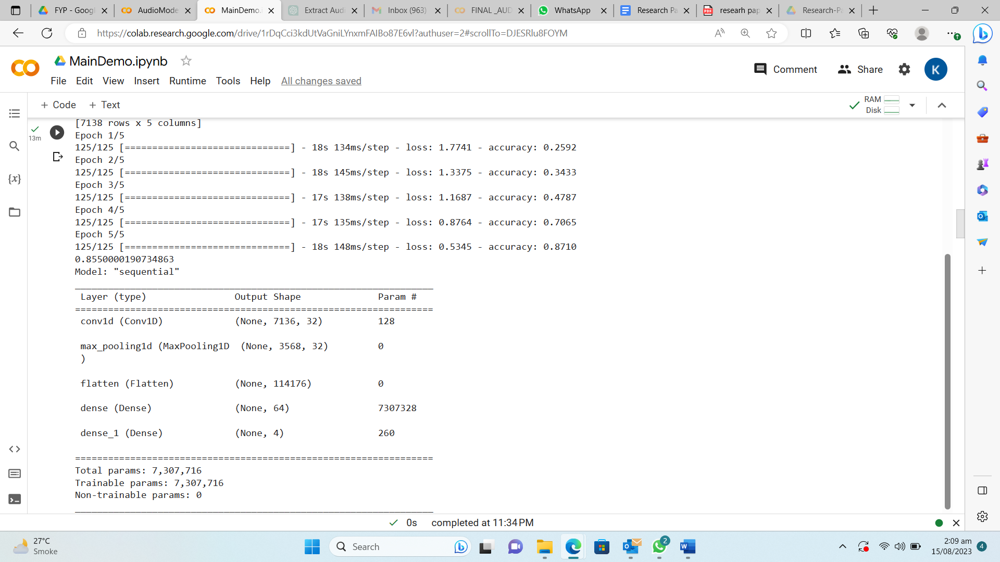 FYP - Googl
AudioMode
MainDemo.i
Extract Audi
Inbox (963)
FINAL _AUD
WhatsApp
Research Pa
researh pap
Research-Pa
https://colab.research.google.com/drive/1rDqCci3kdUtVaGniLYnxmFAIBo87E6vl?authuser=2#scrollTo=DJESRlu8FOYM
MainDemo.ipynb
File Edit View Insert Runtime Tools Help All changes saved
Comment Share K
+ Code + Text
RAM
Disk
13m
[7138 rows x 5 columns]
Epoch 1/5
125/125 [==============================] - 18s 134ms/step - loss: 1.7741 - accuracy: 0.2592
Epoch 2/5
125/125 [==============================] - 18s 145ms/step - loss: 1.3375 - accuracy: 0.3433
Epoch 3/5
125/125 [==============================] - 17s 138ms/step - loss: 1.1687 - accuracy: 0.4787
Epoch 4/5
125/125 [==============================] - 17s 135ms/step - loss: 0.8764 - accuracy: 0.7065
Epoch 5/5
125/125 [==============================] - 18s 148ms/step - loss: 0.5345 - accuracy: 0.8710
0.8550000190734863
Model: "sequential"
_________________________________________________________________
Layer (type) Output Shape Param #
=================================================================
conv1d (Conv1D) (None, 7136, 32) 128
max_pooling1d (MaxPooling1D (None, 3568, 32) 0
)
flatten (Flatten) (None, 114176) 0
dense (Dense) (None, 64) 7307328
dense_1 (Dense) (None, 4) 260
=================================================================
Total params: 7,307,716
Trainable params: 7,307,716
Non-trainable params: 0
_________________________________________________________________
0s completed at 11:34 PM
27°C
Smoke
Search
2
2:09 am
15/08/2023
4